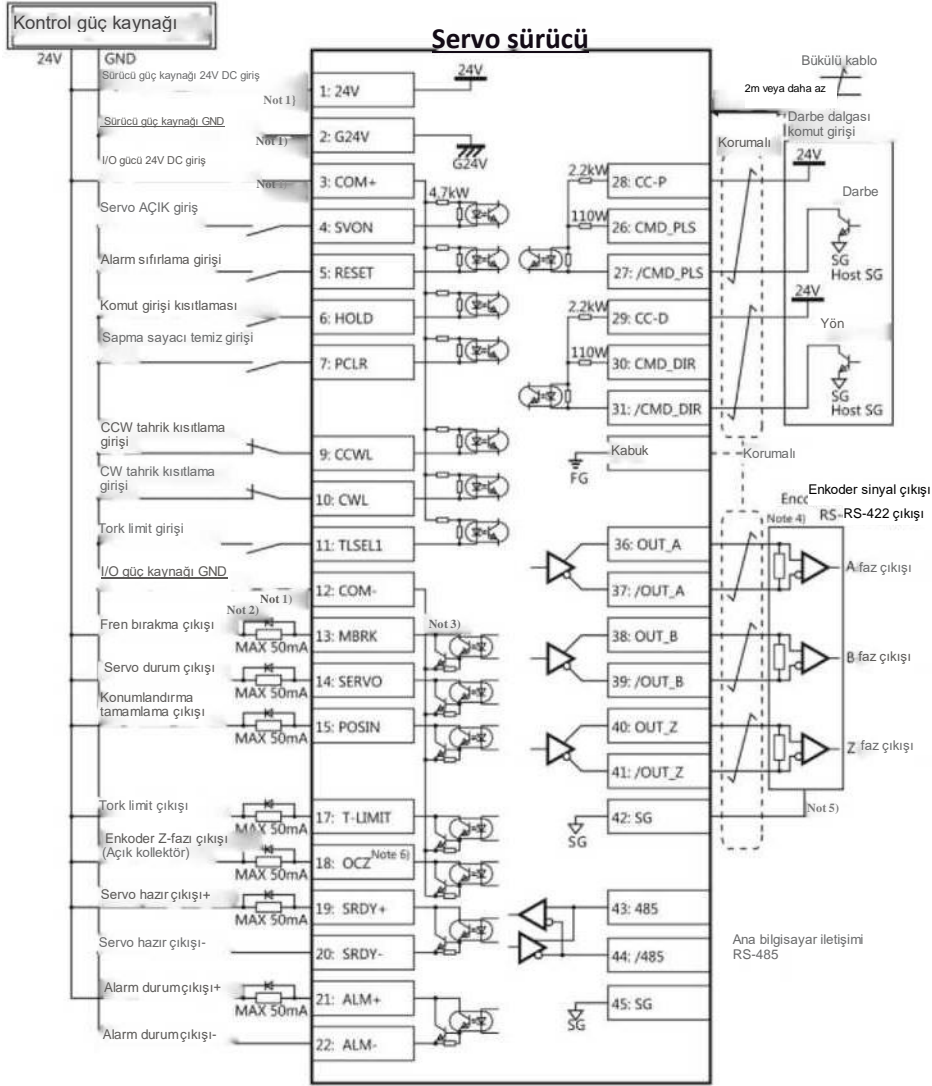 Kontrol güç kaynağı
Servo sürücü
24V
GND
Sürücü güç kaynağı 24V DC giriş
Not 1)
1: 24V
24V
Sürücü güç kaynağı GND
Not 1)
2: G24V
G24V
I/O gücü 24V DC giriş
3: COM+
4.7kW
Servo AÇIK giriş
4: SVON
Alarm sıfırlama girişi
5: RESET
Komut girişi kısıtlaması
6: HOLD
Sapma sayacı temiz girişi
7: PCLR
CCW tahrik kısıtlama
girişi
9: CCWL
CW tahrik kısıtlama
girişi
10: CWL
Tork limit girişi
11: TLSEL1
I/O güç kaynağı GND
Not 1)
12: COM-
Not 2)
Not 3)
Fren bırakma çıkışı
MAX 50mA
13: MBRK
Servo durum çıkışı
MAX 50mA
14: SERVO
Konumlandırma
tamamlama çıkışı
MAX 50mA
15: POSIN
Tork limit çıkışı
MAX 50mA
17: T-LIMIT
Enkoder Z-fazı çıkışı
(Açık kollektör)
MAX 50mA
18: OCZ Note 6)
Servo hazır çıkışı+
MAX 50mA
19: SRDY+
Servo hazır çıkışı-
20: SRDY-
Alarm durum çıkışı+
MAX 50mA
21: ALM+
Alarm durum çıkışı-
22: ALM-
Bükülü kablo
2m veya daha az
Darbe dalgası
komut girişi
Korumalı
2.2kW
28: CC-P
24V
Darbe
110W
26: CMD_PLS
27: /CMD_PLS
SG
Host SG
2.2kW
29: CC-D
24V
Yön
110W
30: CMD_DIR
31: /CMD_DIR
SG
Host SG
FG
Kabuk
Korumalı
Enkoder sinyal çıkışı
Note 4)
RS-422 çıkışı
36: OUT_A
37: /OUT_A
A faz çıkışı
38: OUT_B
39: /OUT_B
B faz çıkışı
40: OUT_Z
41: /OUT_Z
Z faz çıkışı
42: SG
SG
Not 5)
43: 485
44: /485
Ana bilgisayar iletişimi
RS-485
45: SG
SG